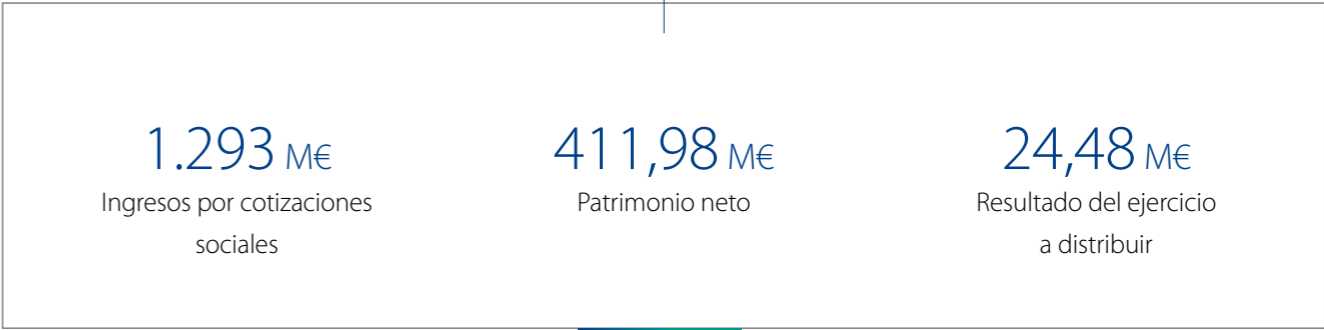 1.293 M€
Ingresos por cotizaciones
sociales
411,98 M€
Patrimonio neto
24,48 M€
Resultado del ejercicio
a distribuir